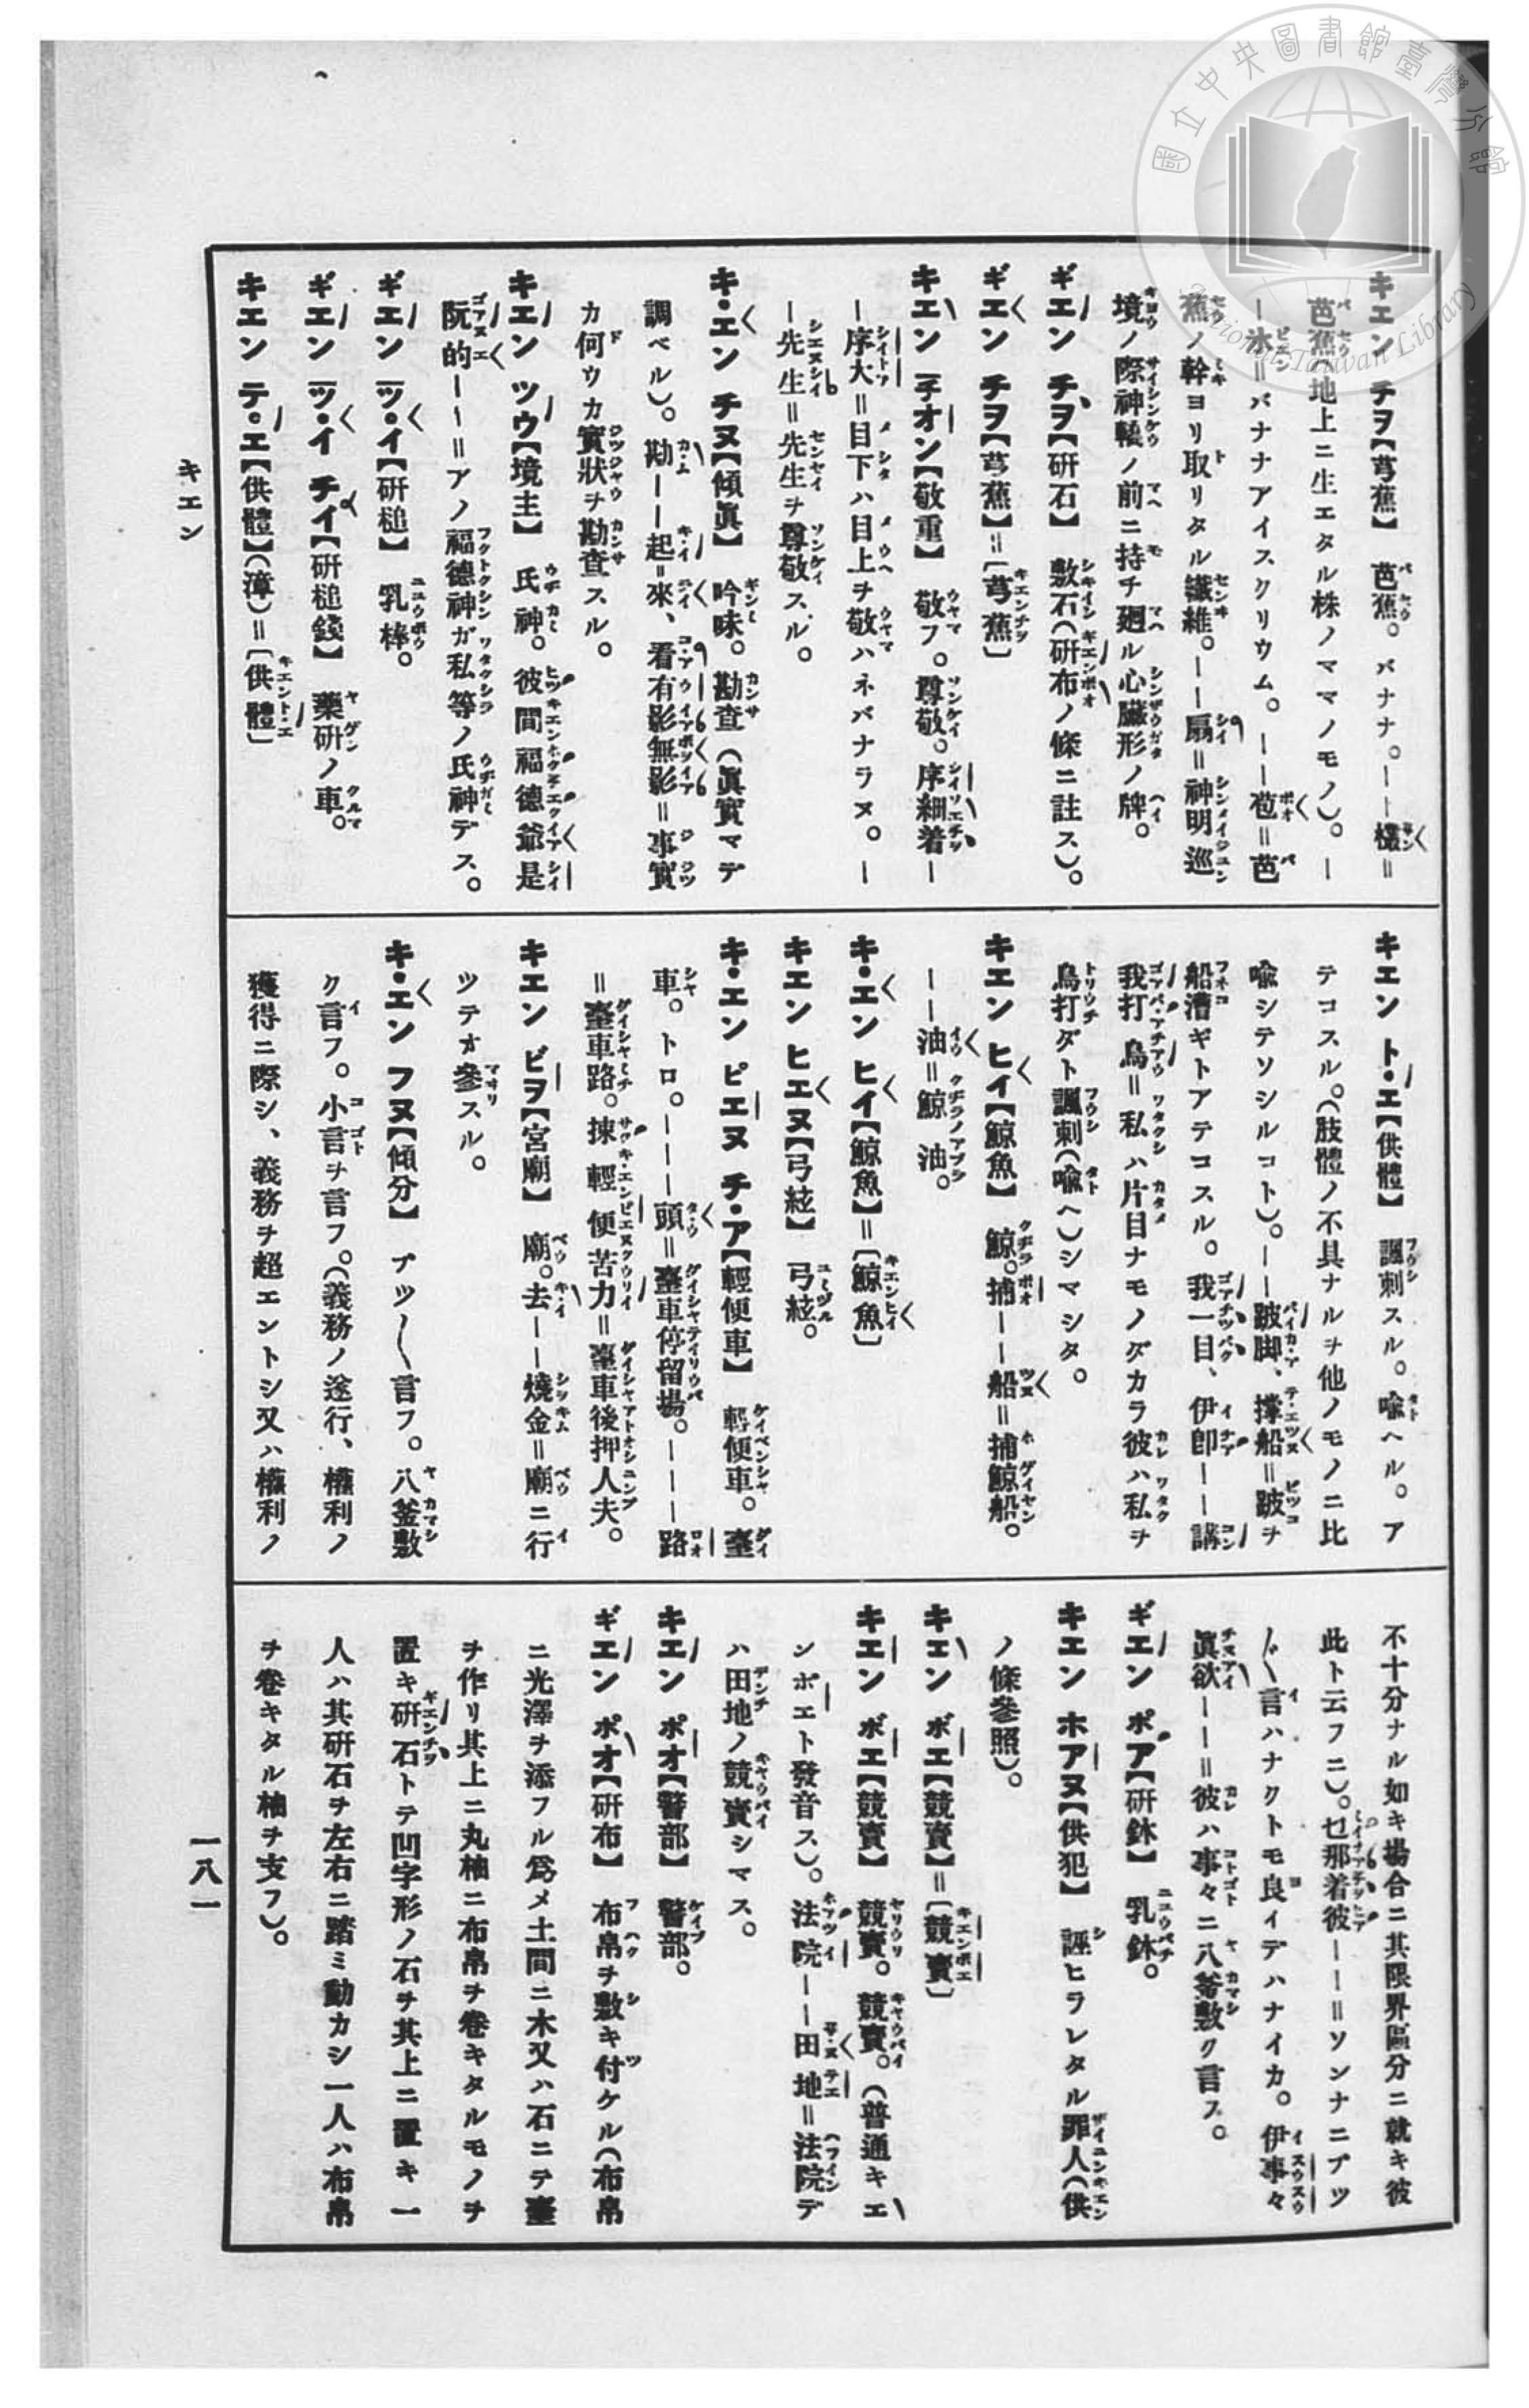 國立中央圖書館臺灣分館
National Taiwan Library
キエン チヲ【芎蕉】 芭蕉。バナナ。――欉=
芭蕉(地上ニ生エタル株ノママノモノ)。―
―氷=バナナアイスクリウム。――苞=芭
蕉ノ幹ヨリ取リタル纎維。――扇=神明巡
境ノ際神轎ノ前ニ持チ廻ル心臟形ノ牌。
ギエン チヲ【研石】 敷石(研布ノ條ニ註ス)。
ギエン チヲ【芎蕉】=〔芎蕉〕
キエン 〒オン【敬重】 敬フ。尊敬。序細着―
―序大=目下ハ目上ヲ敬ハネバナラヌ。―
―先生=先生ヲ尊敬スル。
キ・エン チヌ【傾眞】 吟味。勘査(眞實マデ
調ベル)。勘――起=來、看有影無影=事實
カ何ウカ實狀ヲ勘査スル。
キエン ツウ【境主】 氏神。彼間福德爺是
阮的――=アノ福德神ガ私等ノ氏神デス。
ギエン ツ・イ【研槌】 乳棒。
ギエン ツ・イ チイ【研槌錢】 藥研ノ車。
キエン テ・エ【供體】(漳)=〔供體〕
キエン ト・エ【供體】 諷刺スル。喩ヘル。ア
テコスル。(肢體ノ不具ナルヲ他ノモノニ比
喩シテソシルコト)。――跛脚、撐船=跛ヲ
船漕ギトアテコスル。我一目、伊卽――講
我打鳥=私ハ片目ナモノダカラ彼ハ私ヲ
鳥打ダト諷刺(喩ヘ)シマシタ。
キエン ヒイ【鯨魚】 鯨。捕――船=捕鯨船。
――油=鯨油。
キ・エン ヒイ【鯨魚】=〔鯨魚〕
キエン ヒエヌ【弓絃】 弓絃。
キ・エン ピエヌ チ・ア【輕便車】 輕便車。臺
車。トロ。―――頭=臺車停留場。―――路
=臺車路。揀輕便苦力=臺車後押人夫。
キエン ビヲ【宮廟】 廟。去――燒金=廟ニ行
ツテオ參スル。
キ・エン フヌ【傾分】 ブツ〱言フ。八釜敷
ク言フ。小言ヲ言フ。(義務ノ遂行、權利ノ
獲得ニ際シ、義務ヲ超エントシ又ハ權利ノ
不十分ナル如キ場合ニ其限界區分ニ就キ彼
此ト云フニ)。乜那着彼――=ソンナニブツ
〱言ハナクトモ良イデハナイカ。伊事々
眞欲――=彼ハ事々ニ八釜敷ク言ス。
ギエン ポア【研鉢】 乳鉢。
キエン ホアヌ【供犯】 誣ヒラレタル罪人(供
ノ條參照)。
キェン ボエ【競賣】=〔競賣〕
キエン ボエ【競賣】 競賣。競賣。(普通キエ
ンボエト發音ス)。法院――田地=法院デ
ハ田地ノ競賣シマス。
キエン ポオ【警部】 警部。
ギエン ポオ【研布】 布帛ヲ敷キ付ケル(布帛
ニ光澤ヲ添フル爲メ土間ニ木又ハ石ニテ臺
ヲ作リ其上ニ丸柚ニ布帛ヲ卷キタルモノヲ
置キ研石トテ凹字形ノ石ヲ其上ニ置キ一
人ハ其研石ヲ左右ニ踏ミ動カシ一人ハ布帛
ヲ卷キタル柚ヲ支フ)。
キエン
一八一